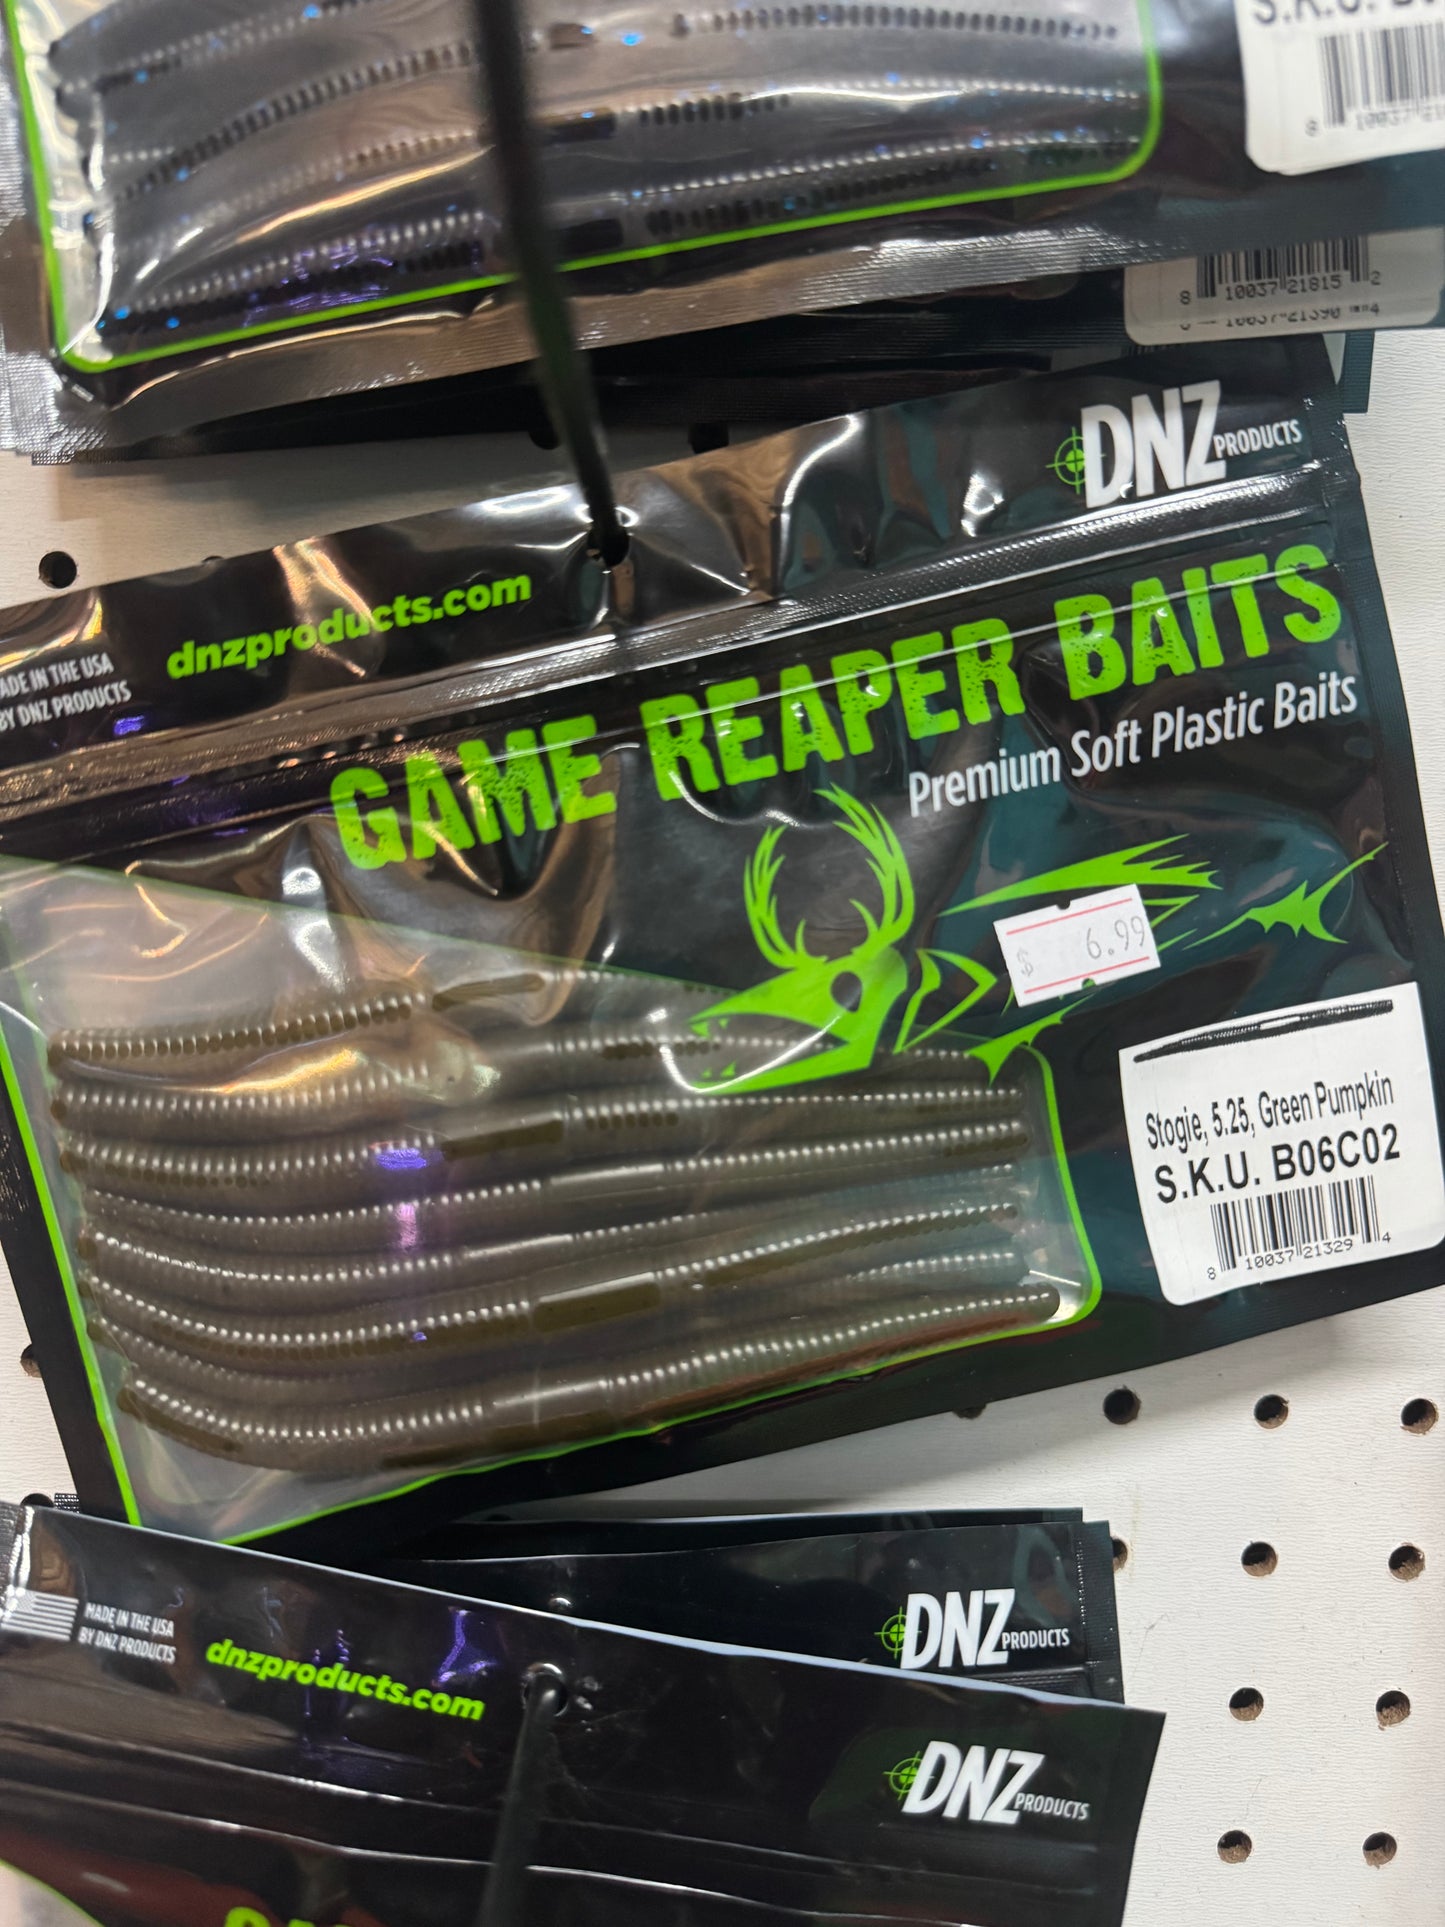 S.K.U.
8 10037 21815 2
DNZ PRODUCTS
dnzproducts.com
MADE IN THE USA
BY DNZ PRODUCTS
GAME REAPER BAITS
Premium Soft Plastic Baits
$ 6.99
Stogie, 5.25, Green Pumpkin
S.K.U. B06C02
8 10037 21329 4
DNZ PRODUCTS
MADE IN THE USA
BY DNZ PRODUCTS
dnzproducts.com
DNZ PRODUCTS